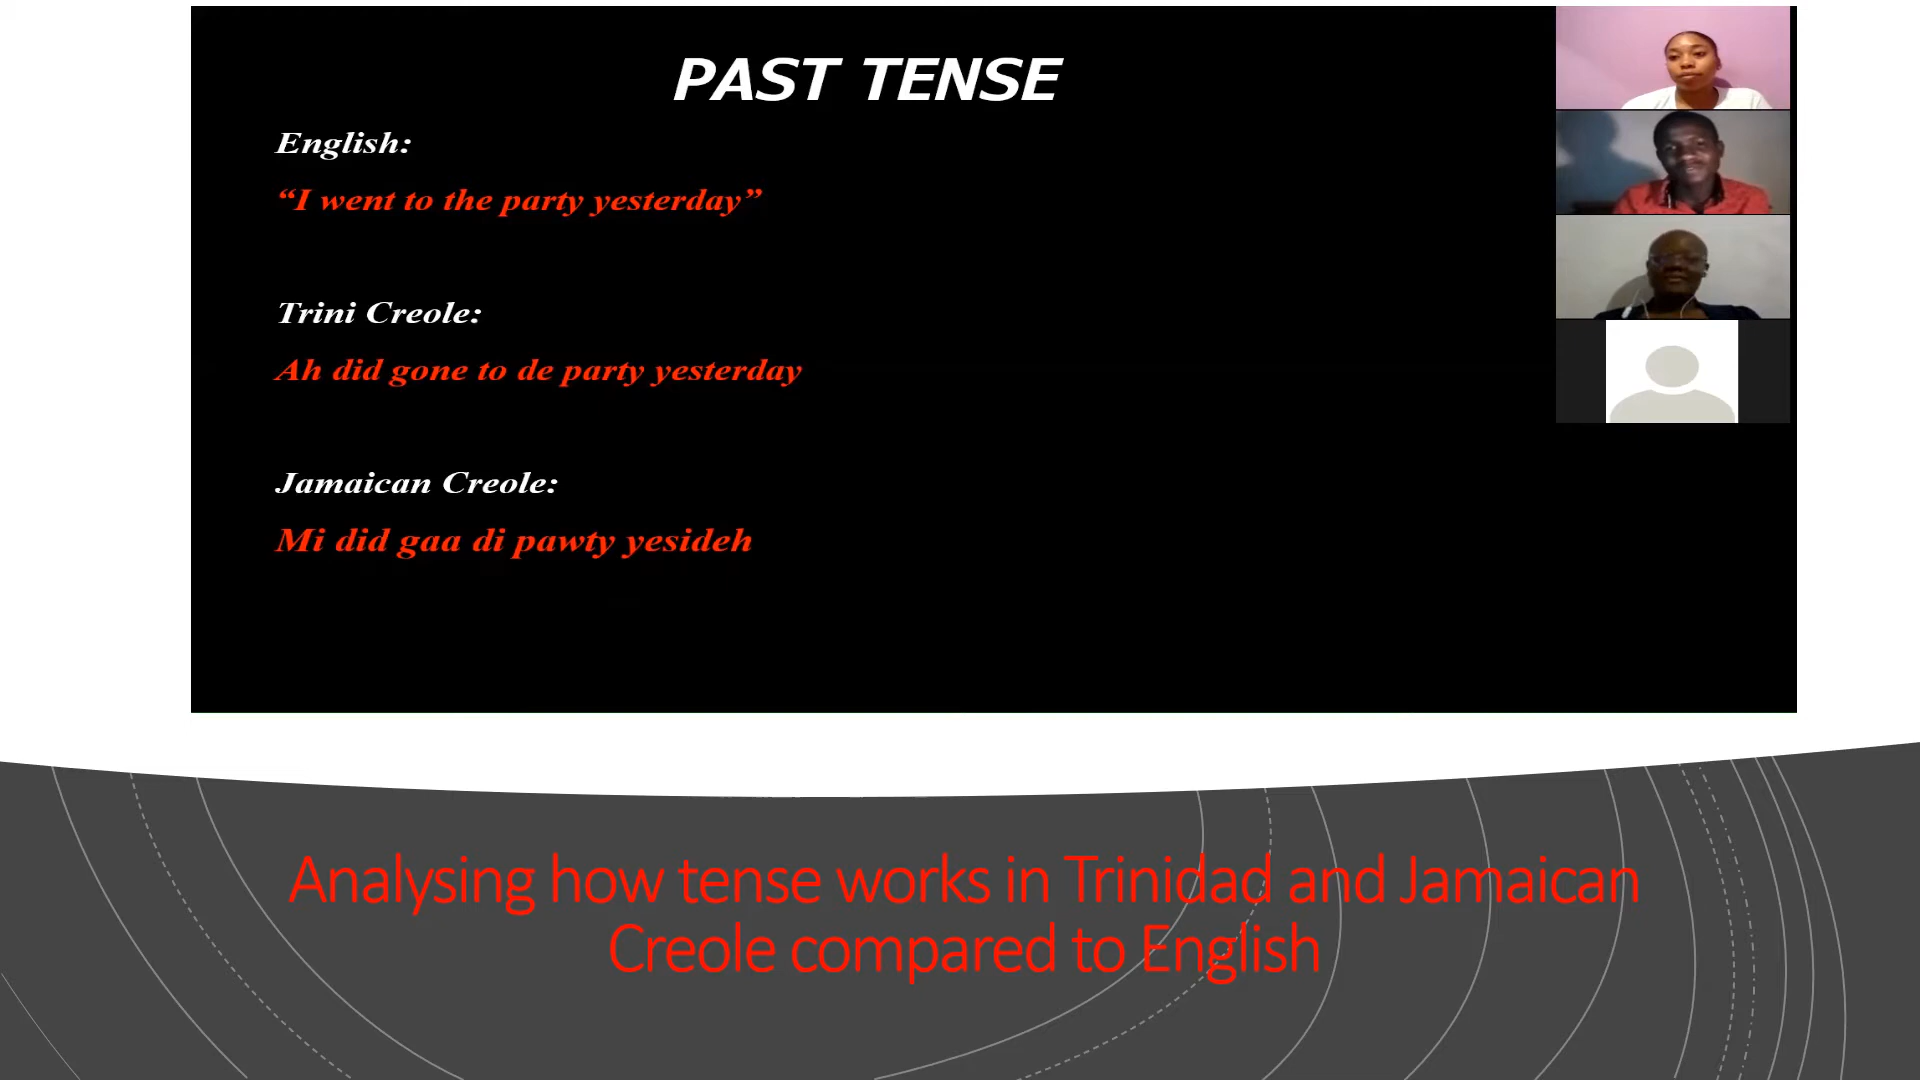 PAST TENSE
English:
“I went to the party yesterday”
Trini Creole:
Ah did gone to de party yesterday
Jamaican Creole:
Mi did gaa di pawty yesideh
Analysing how tense works in Trinidad and Jamaican
Creole compared to English